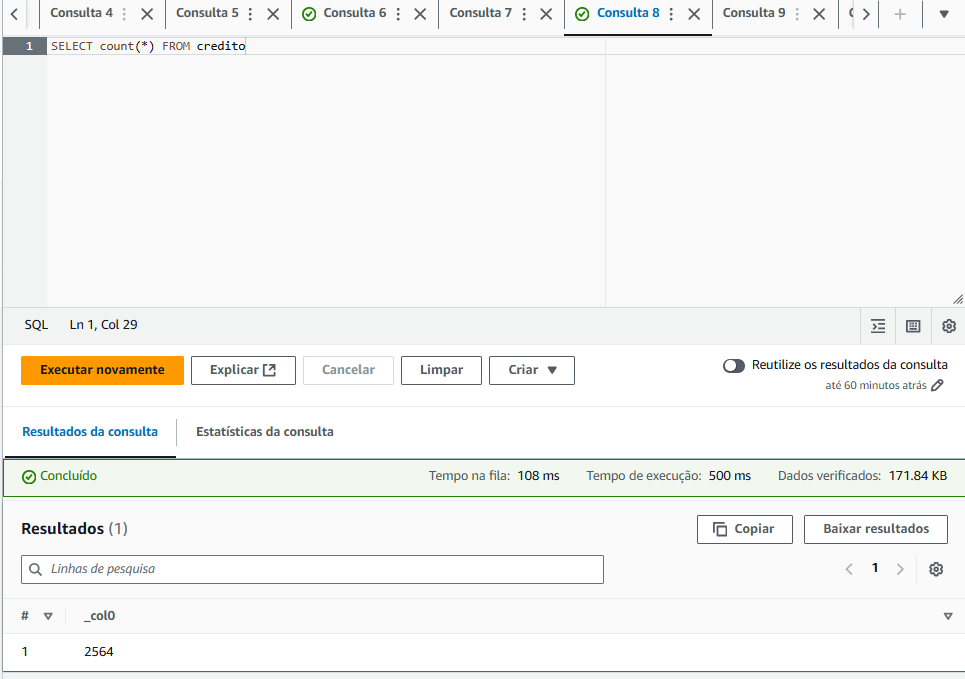 Consulta 4 Consulta 5 Consulta 6 Consulta 7 Consulta 8 Consulta 9
1 SELECT count(*) FROM credito
SQL Ln 1, Col 29
Executar novamente Explicar Cancelar Limpar Criar Reutilize os resultados da consulta
até 60 minutos atrás
Resultados da consulta Estatísticas da consulta
Concluído Tempo na fila: 108 ms Tempo de execução: 500 ms Dados verificados: 171.84 KB
Resultados (1) Copiar Baixar resultados
Linhas de pesquisa 1
# _col0
1 2564